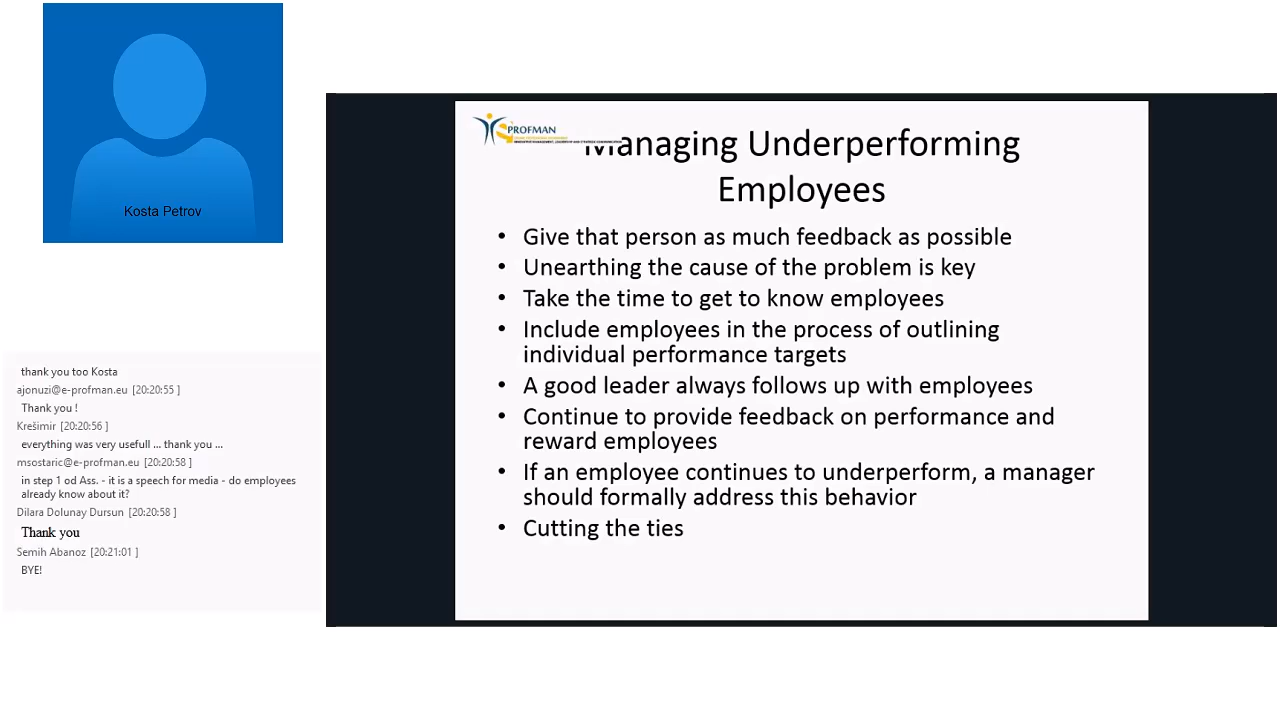 Kosta Petrov
thank you too Kosta
ajonuzi@e-profman.eu [20:20:55 ]
Thank you !
Krešimir [20:20:56 ]
everything was very usefull ... thank you ...
msostaric@e-profman.eu [20:20:58 ]
in step 1 od Ass. - it is a speech for media - do employees
already know about it?
Dilara Dolunay Dursun [20:20:58 ]
Thank you
Semih Abanoz [20:21:01 ]
BYE!
PROFMAN
Managing Underperforming
Employees
• Give that person as much feedback as possible
• Unearthing the cause of the problem is key
• Take the time to get to know employees
• Include employees in the process of outlining
individual performance targets
• A good leader always follows up with employees
• Continue to provide feedback on performance and
reward employees
• If an employee continues to underperform, a manager
should formally address this behavior
• Cutting the ties